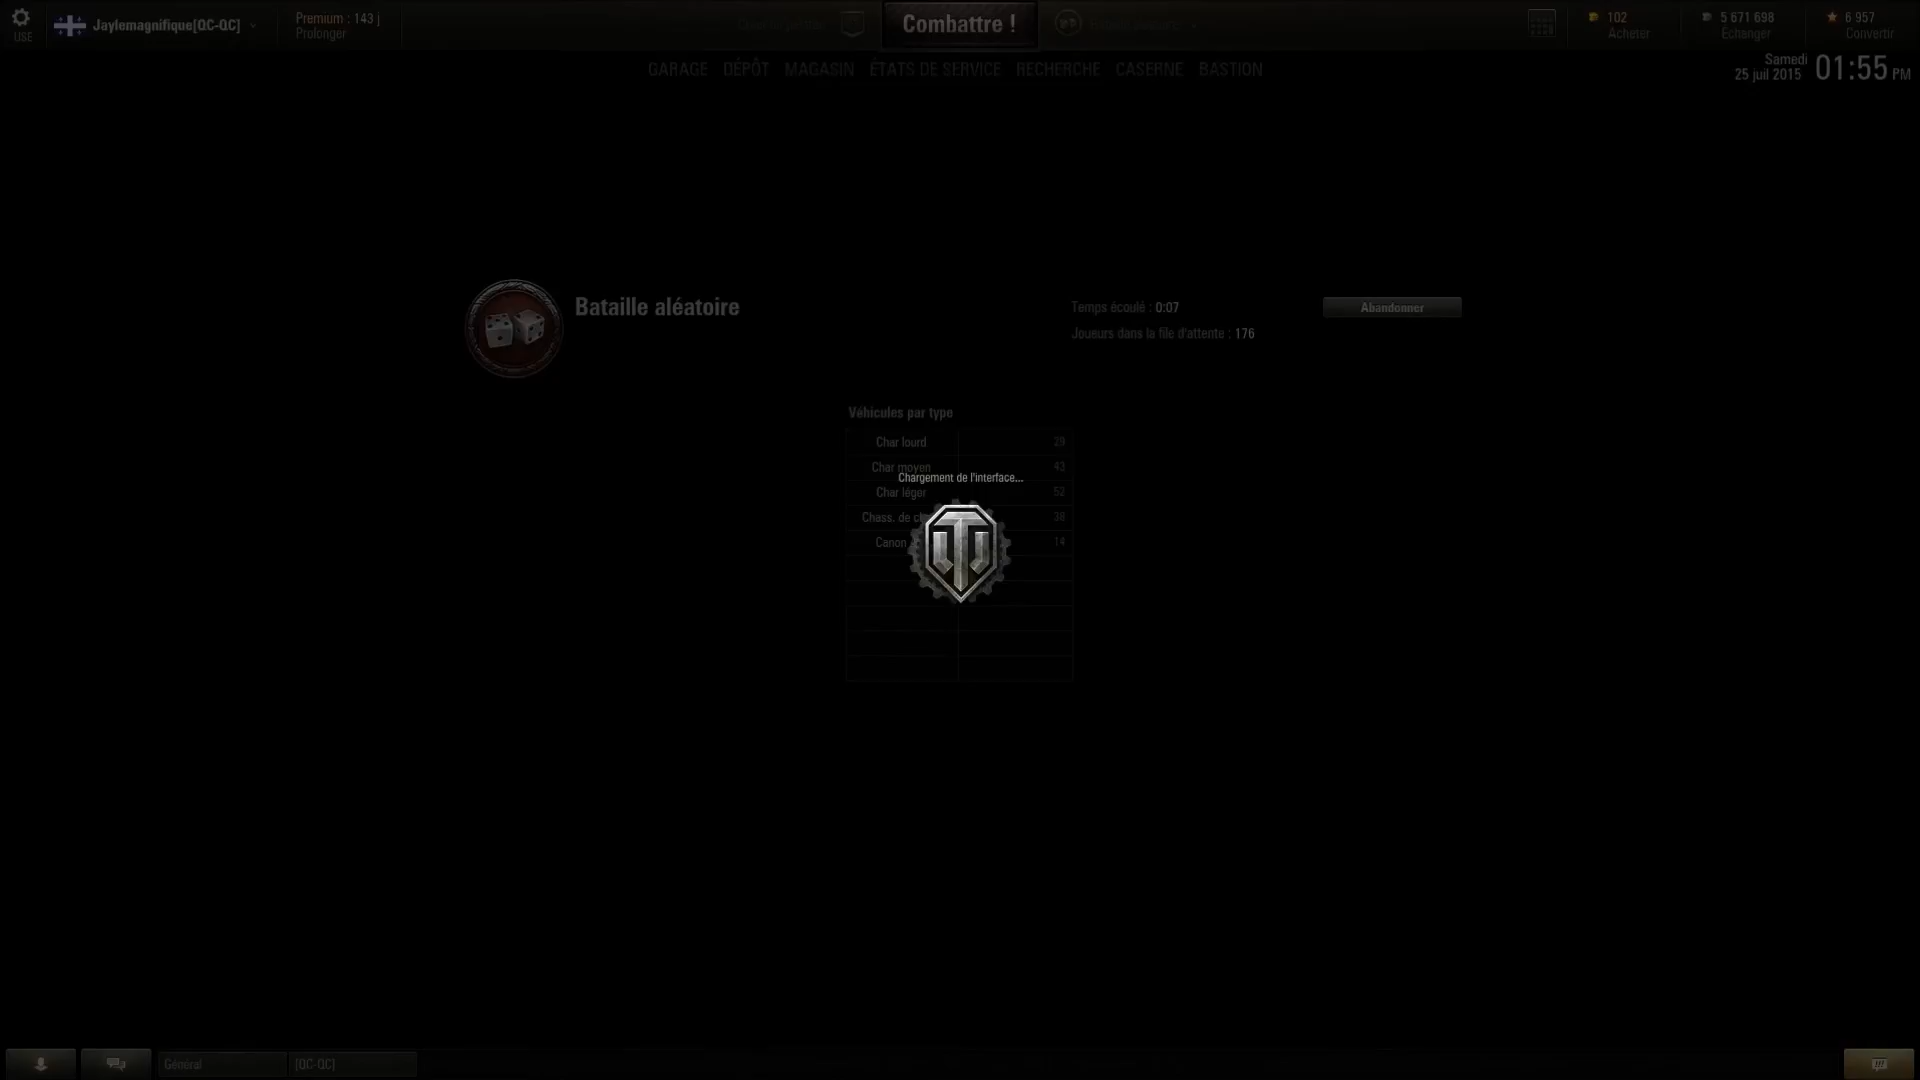 USE
Jaylemagnifique[QC-QC]
Premium : 143 j
Prolonger
Combattre !
102
Acheter
5 671 698
Échanger
6 957
Convertir
GARAGE DÉPÔT MAGASIN ÉTATS DE SERVICE RECHERCHE CASERNE BASTION
Samedi
25 juil 2015
01:55 PM
Bataille aléatoire
Temps écoulé : 0:07
Joueurs dans la file d'attente : 176
Abandonner
Véhicules par type
Char lourd 29
Char moyen 43
Chargement de l'interface...
Char léger 52
Chass. de 38
Canon 14
Général
[QC-QC]